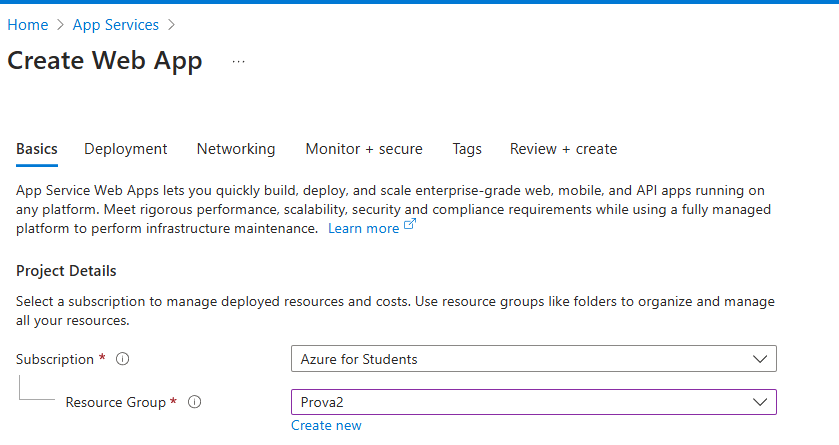 Home > App Services >
Create Web App ...
Basics Deployment Networking Monitor + secure Tags Review + create
App Service Web Apps lets you quickly build, deploy, and scale enterprise-grade web, mobile, and API apps running on
any platform. Meet rigorous performance, scalability, security and compliance requirements while using a fully managed
platform to perform infrastructure maintenance. Learn more
Project Details
Select a subscription to manage deployed resources and costs. Use resource groups like folders to organize and manage
all your resources.
Subscription * Azure for Students
Resource Group * Prova2
Create new